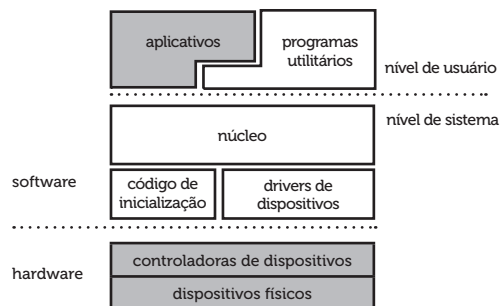 aplicativos
programas
utilitários
nível de usuário
nível de sistema
núcleo
software
código de
inicialização
drivers de
dispositivos
hardware
controladoras de dispositivos
dispositivos físicos